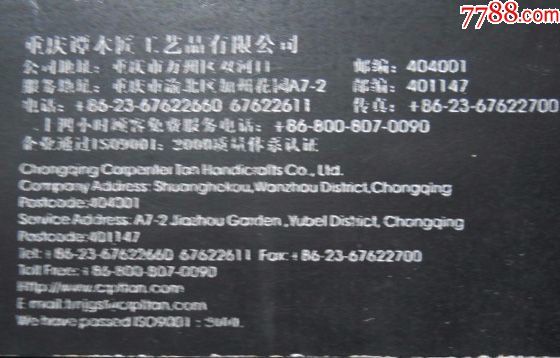 7788.com
重庆谭木匠工艺品有限公司
公司地址：重庆市万州区双河口 邮编：404001
服务地址：重庆市渝北区加州花园A7-2 邮编：401147
电话：+86-23-67622660 67622611 传真：+86-23-67622700
二十四小时顾客免费服务电话：+86-800-807-0090
企业通过ISO9001：2000质量体系认证
Chongqing Carpenter Tan Handicrafts Co., Ltd.
Company Address: Shuanghekou, Wanzhou District, Chongqing
Postcode: 404001
Service Address: A7-2 Jiazhou Garden, Yubei District, Chongqing
Postcode: 401147
Tel: +86-23-67622660 67622611 Fax: +86-23-67622700
Toll Free: +86-800-807-0090
Http://www.ctans.com
We have passed ISO9001：2000.